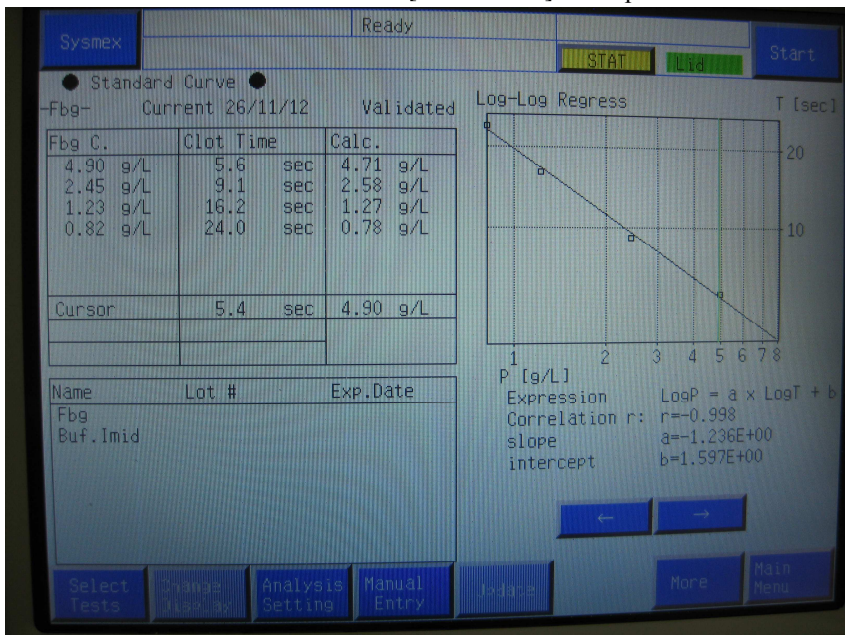 Ready
Sysmex
STAT
Lid
Start
Standard Curve
-Fbg- Current 26/11/12 Validated
Log-Log Regress
T [sec]
Fbg C. Clot Time Calc.
4.90 g/L 5.6 sec 4.71 g/L
2.45 g/L 9.1 sec 2.58 g/L
1.23 g/L 16.2 sec 1.27 g/L
0.82 g/L 24.0 sec 0.78 g/L
Cursor 5.4 sec 4.90 g/L
20
10
1 2 3 4 5 6 7 8
P [g/L]
Expression LogP = a x LogT + b
Correlation r: r=-0.998
slope a=-1.236E+00
intercept b=1.597E+00
Name Lot # Exp.Date
Fbg
Buf.Imid
← →
Select Tests
Change Display
Analysis Setting
Manual Entry
Update
More
Main Menu